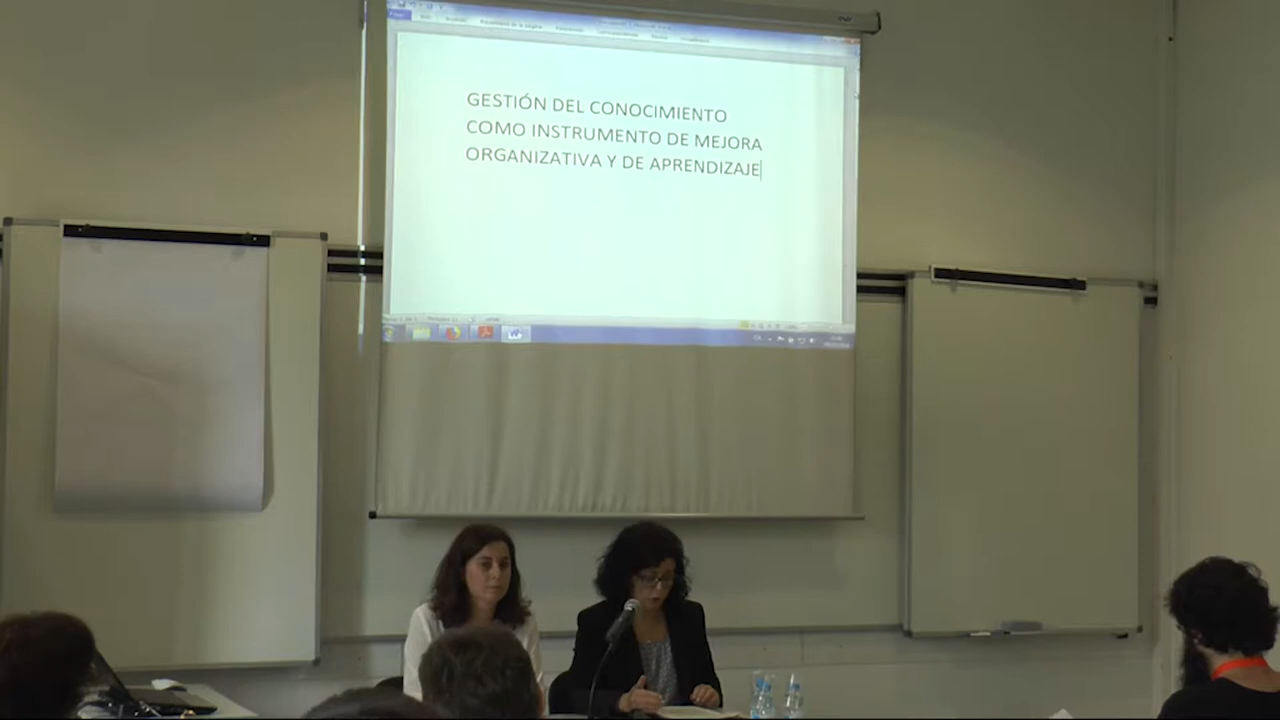 GESTIÓN DEL CONOCIMIENTO
COMO INSTRUMENTO DE MEJORA
ORGANIZATIVA Y DE APRENDIZAJE